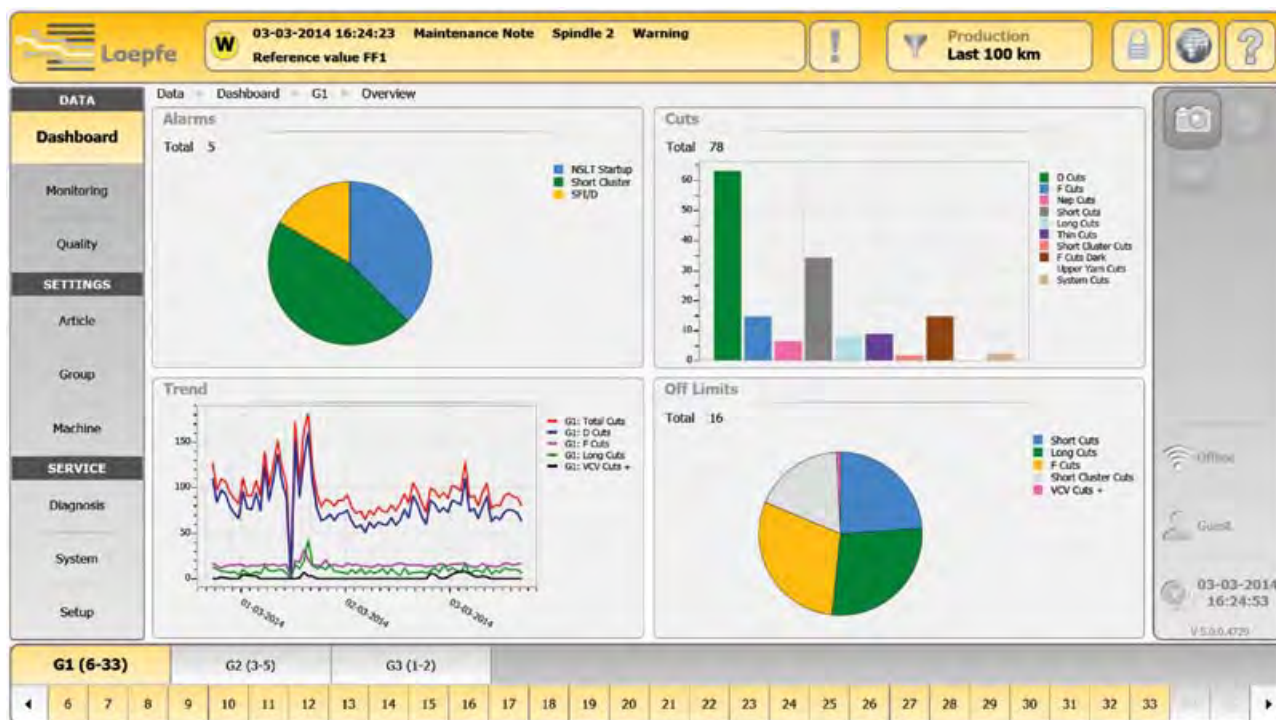 Loepfe
W
03-03-2014 16:24:23 Maintenance Note Spindle 2 Warning
Reference value FF1
!
Production
Last 100 km
?
DATA
Dashboard
Monitoring
Quality
SETTINGS
Article
Group
Machine
SERVICE
Diagnosis
System
Setup
Data Dashboard G1 Overview
Alarms
Total 5
NSLT Startup
Short Cluster
SFI/D
Cuts
Total 78
60
50
40
30
20
10
0
D Cuts
F Cuts
Nep Cuts
Short Cuts
Long Cuts
Thin Cuts
Short Cluster Cuts
F Cuts Dark
Upper Yarn Cuts
System Cuts
Trend
150
100
50
0
01-03-2014
02-03-2014
03-03-2014
G1: Total Cuts
G1: D Cuts
G1: F Cuts
G1: Long Cuts
G1: VCV Cuts +
Off Limits
Total 16
Short Cuts
Long Cuts
F Cuts
Short Cluster Cuts
VCV Cuts +
Offline
Guest
03-03-2014
16:24:53
V 5.0.0.4729
G1 (6-33) G2 (3-5) G3 (1-2)
6 7 8 9 10 11 12 13 14 15 16 17 18 19 20 21 22 23 24 25 26 27 28 29 30 31 32 33